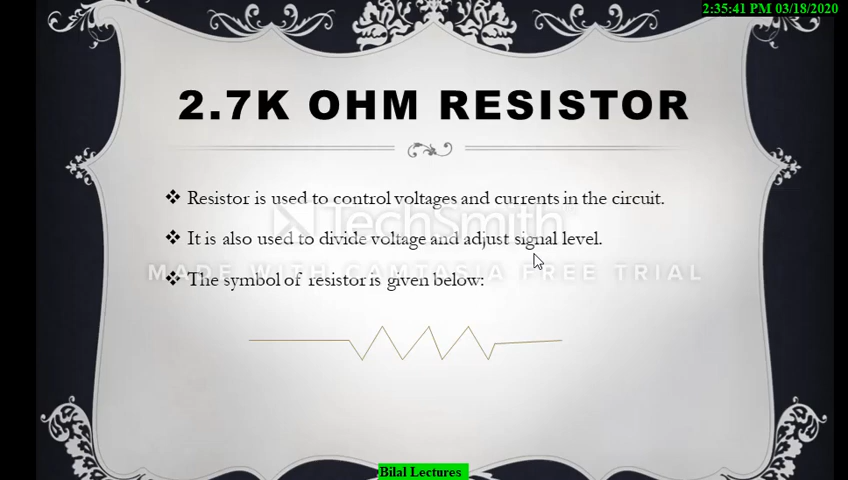 2:35:41 PM 03/18/2020
2.7K OHM RESISTOR
❖ Resistor is used to control voltages and currents in the circuit.
TechSmith
❖ It is also used to divide voltage and adjust signal level.
MADE WITH CAMTASIA FREE TRIAL
❖ The symbol of resistor is given below:
Bilal Lectures